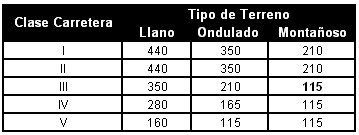 Clase Carretera Tipo de Terreno
Llano Ondulado Montañoso
I 440 350 210
II 440 350 210
III 350 210 115
IV 280 165 115
V 160 115 115